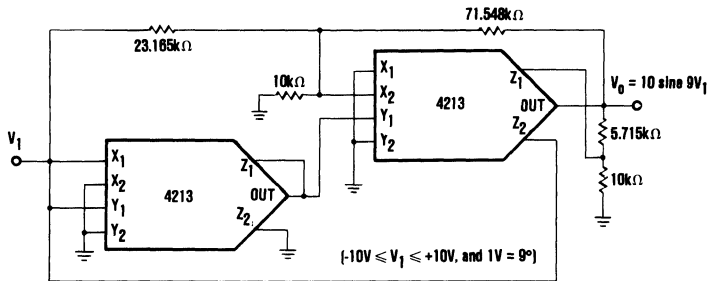 71.548kΩ
23.165kΩ
10kΩ
X1
X2
Y1
Y2
4213
Z1
OUT
Z2
Vo = 10 sine 9V1
5.715kΩ
10kΩ
V1
X1
X2
Y1
Y2
4213
Z1
OUT
Z2
(-10V ≤ V1 ≤ +10V, and 1V = 9°)